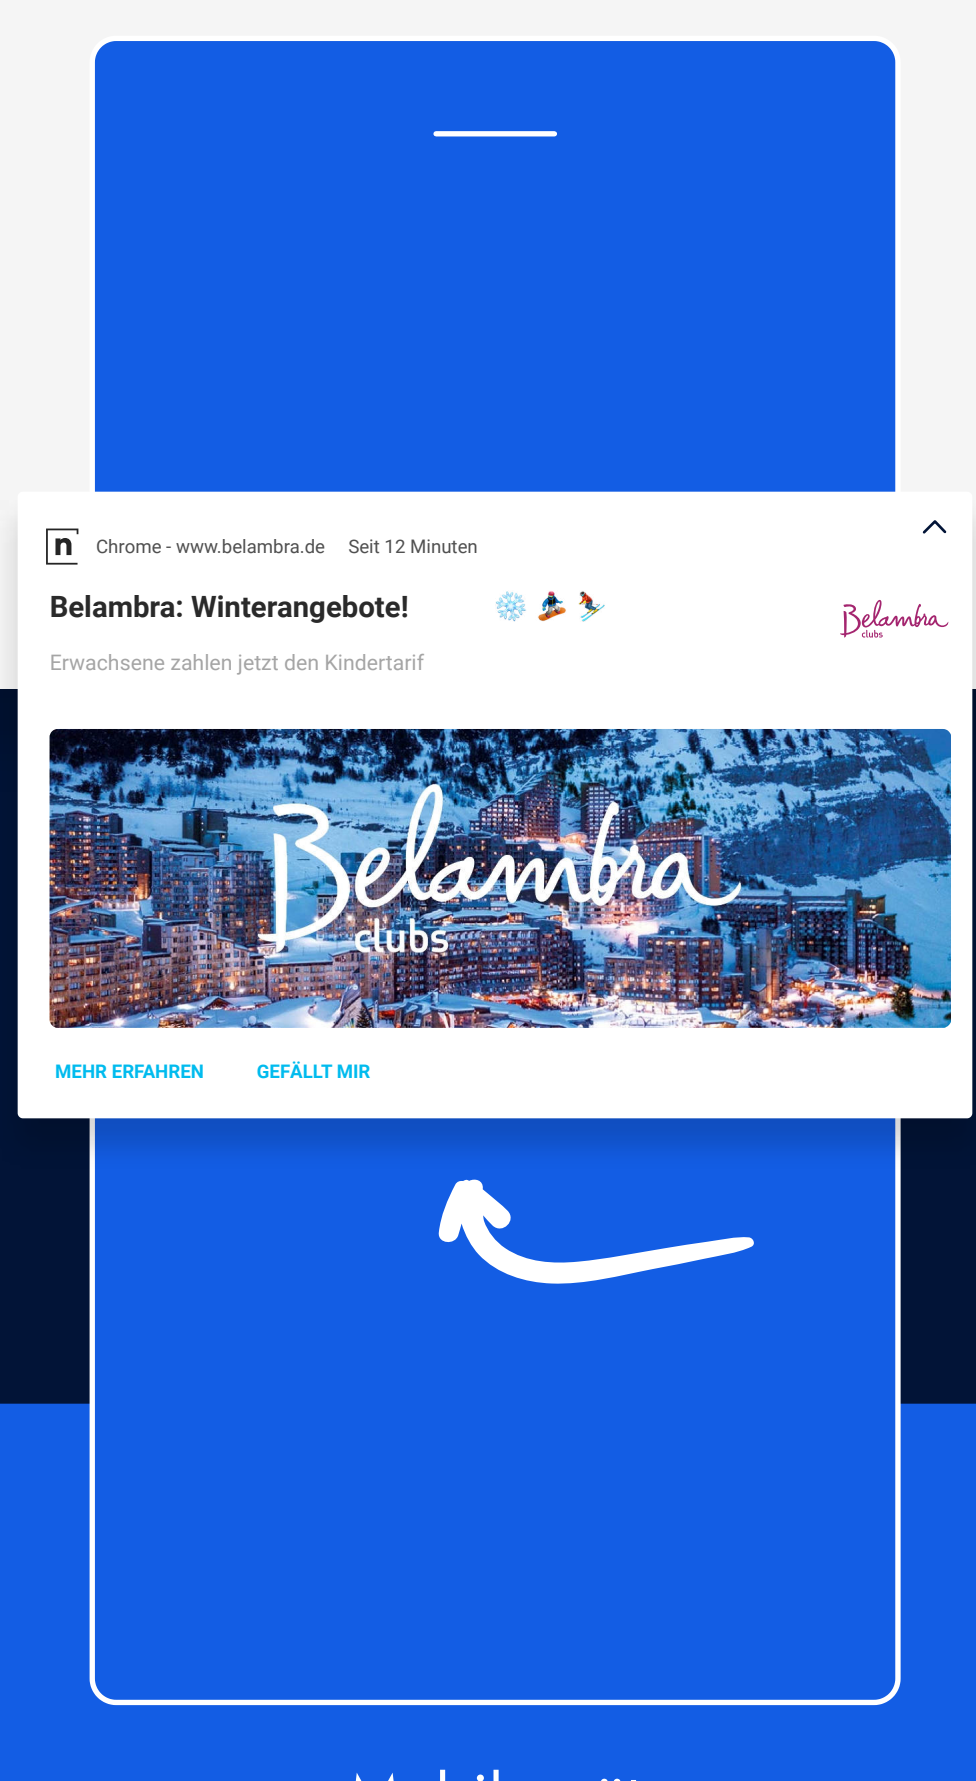 n
Chrome - www.belambra.de Seit 12 Minuten
Belambra: Winterangebote!
Belambra
clubs
Erwachsene zahlen jetzt den Kindertarif
Belambra
clubs
MEHR ERFAHREN GEFÄLLT MIR